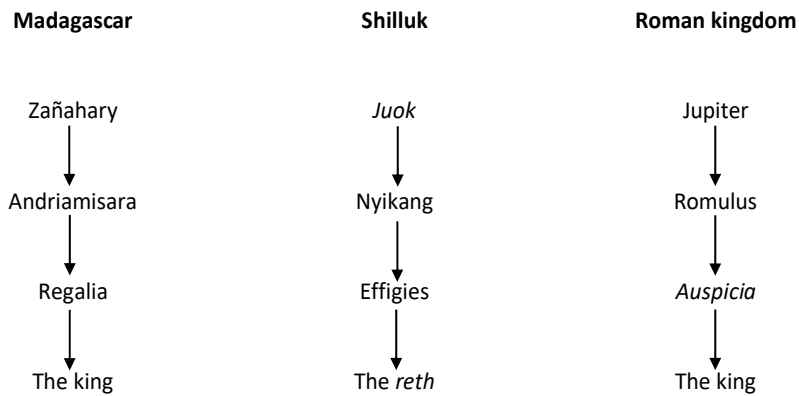 Madagascar Shilluk Roman kingdom
Zañahary Juok Jupiter
Andriamisara Nyikang Romulus
Regalia Effigies Auspicia
The king The reth The king